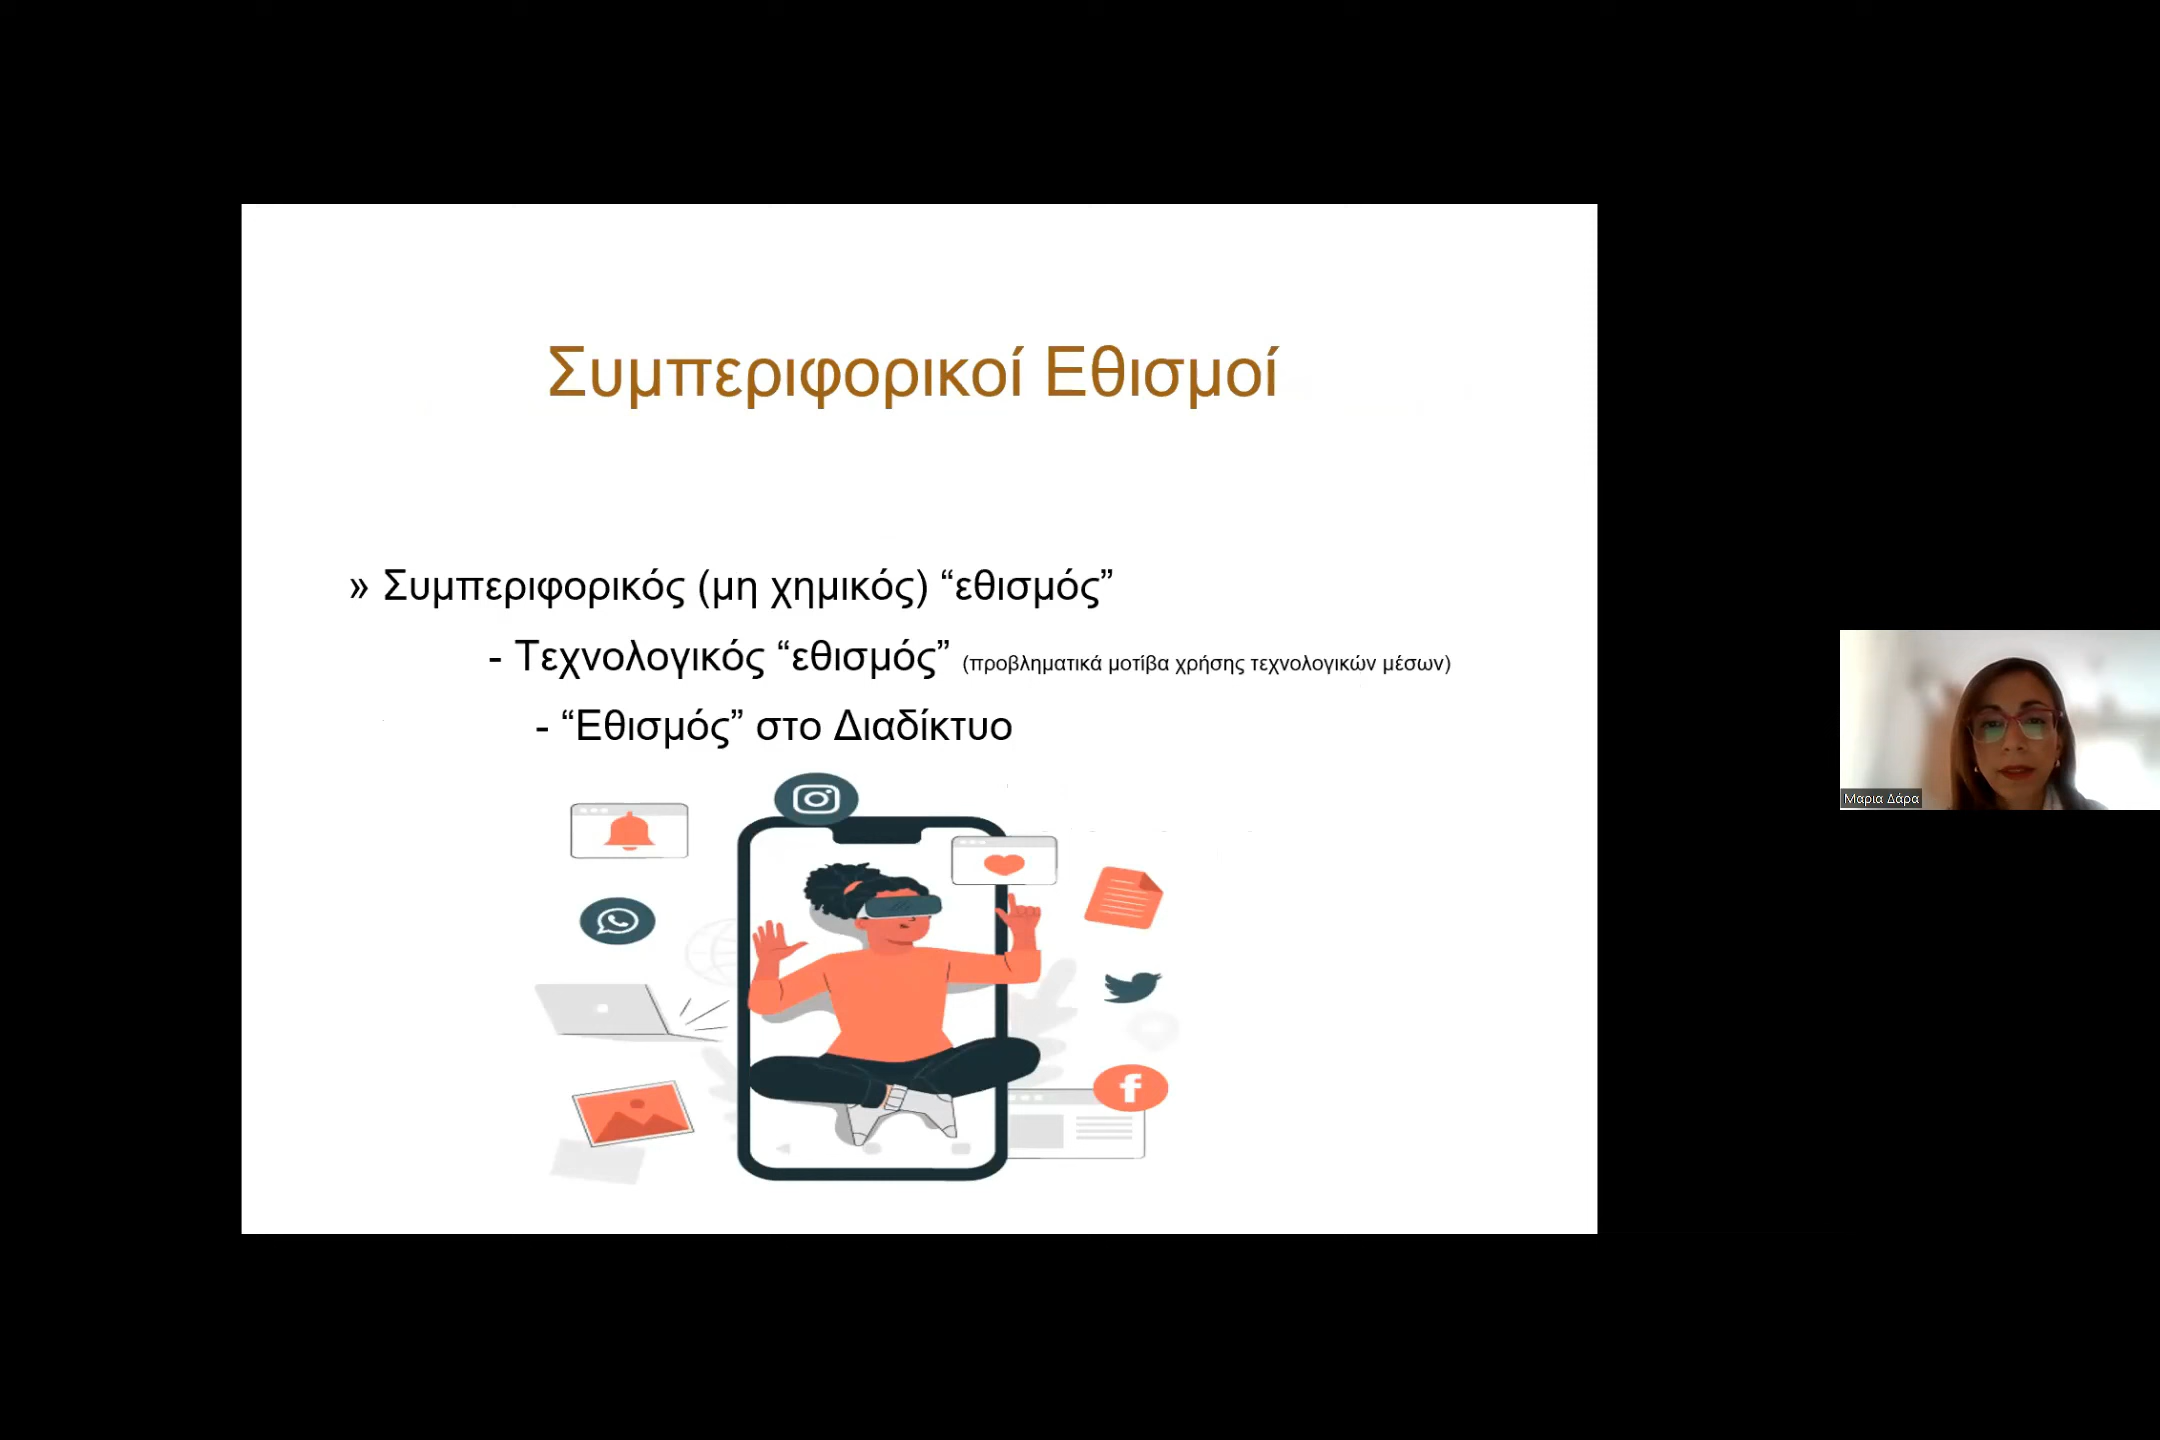 Συμπεριφορικοί Εθισμοί
» Συμπεριφορικός (μη χημικός) “εθισμός”
- Τεχνολογικός “εθισμός” (προβληματικά μοτίβα χρήσης τεχνολογικών μέσων)
- “Εθισμός” στο Διαδίκτυο
f
Μαρια Δάρα